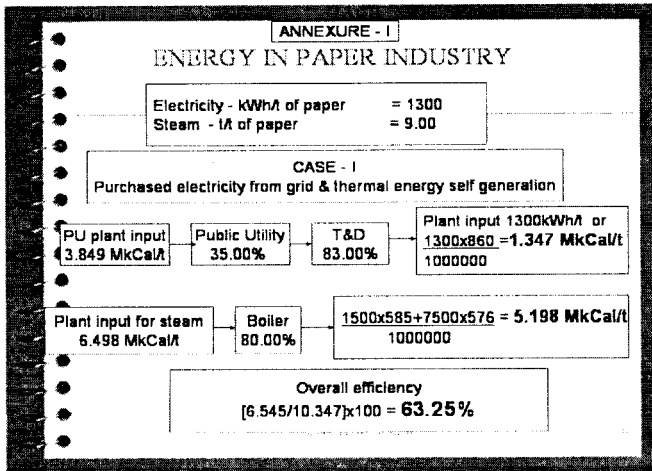 ANNEXURE - I
ENERGY IN PAPER INDUSTRY
Electricity - kWh/t of paper = 1300
Steam - t/t of paper = 9.00
CASE - I
Purchased electricity from grid & thermal energy self generation
PU plant input
3.849 MkCal/t
Public Utility
35.00%
T&D
83.00%
Plant input 1300kWh/t or
1300x860 =1.347 MkCal/t
1000000
Plant input for steam
6.498 MkCal/t
Boiler
80.00%
1500x585+7500x576 = 5.198 MkCal/t
1000000
Overall efficiency
[6.545/10.347]x100 = 63.25%